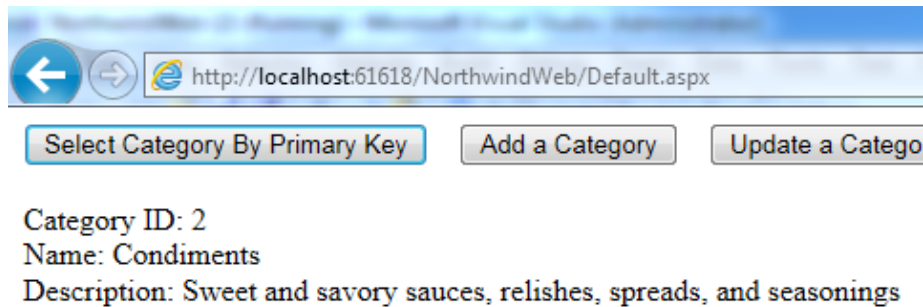 http://localhost:61618/NorthwindWeb/Default.aspx
Select Category By Primary Key Add a Category Update a Catego
Category ID: 2
Name: Condiments
Description: Sweet and savory sauces, relishes, spreads, and seasonings